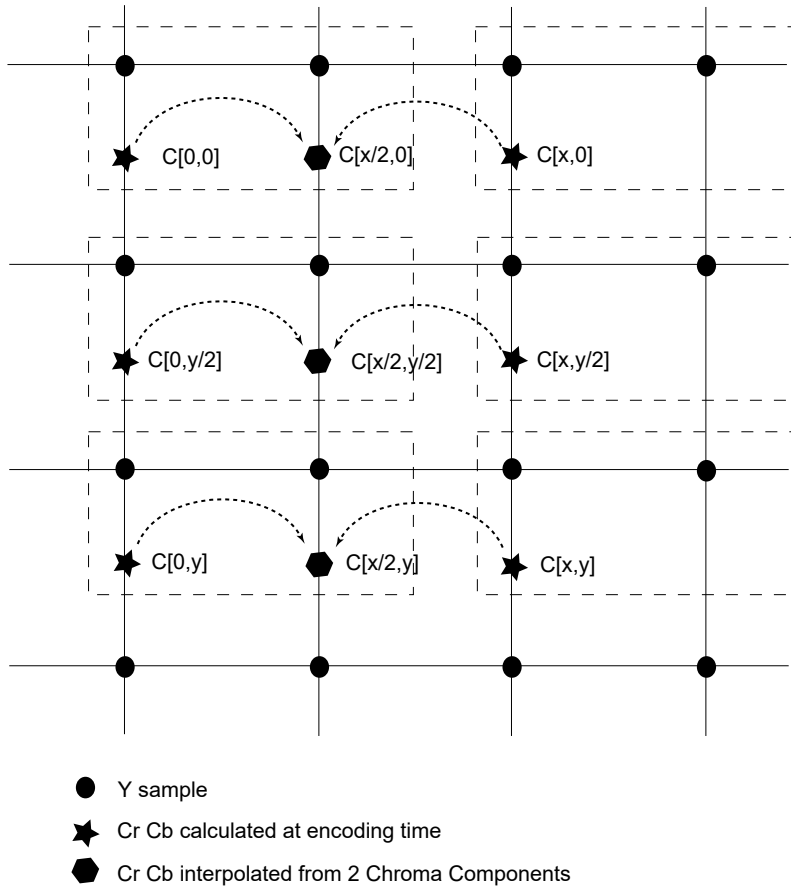 C[0,0] C[x/2,0] C[x,0]
C[0,y/2] C[x/2,y/2] C[x,y/2]
C[0,y] C[x/2,y] C[x,y]
Y sample
Cr Cb calculated at encoding time
Cr Cb interpolated from 2 Chroma Components